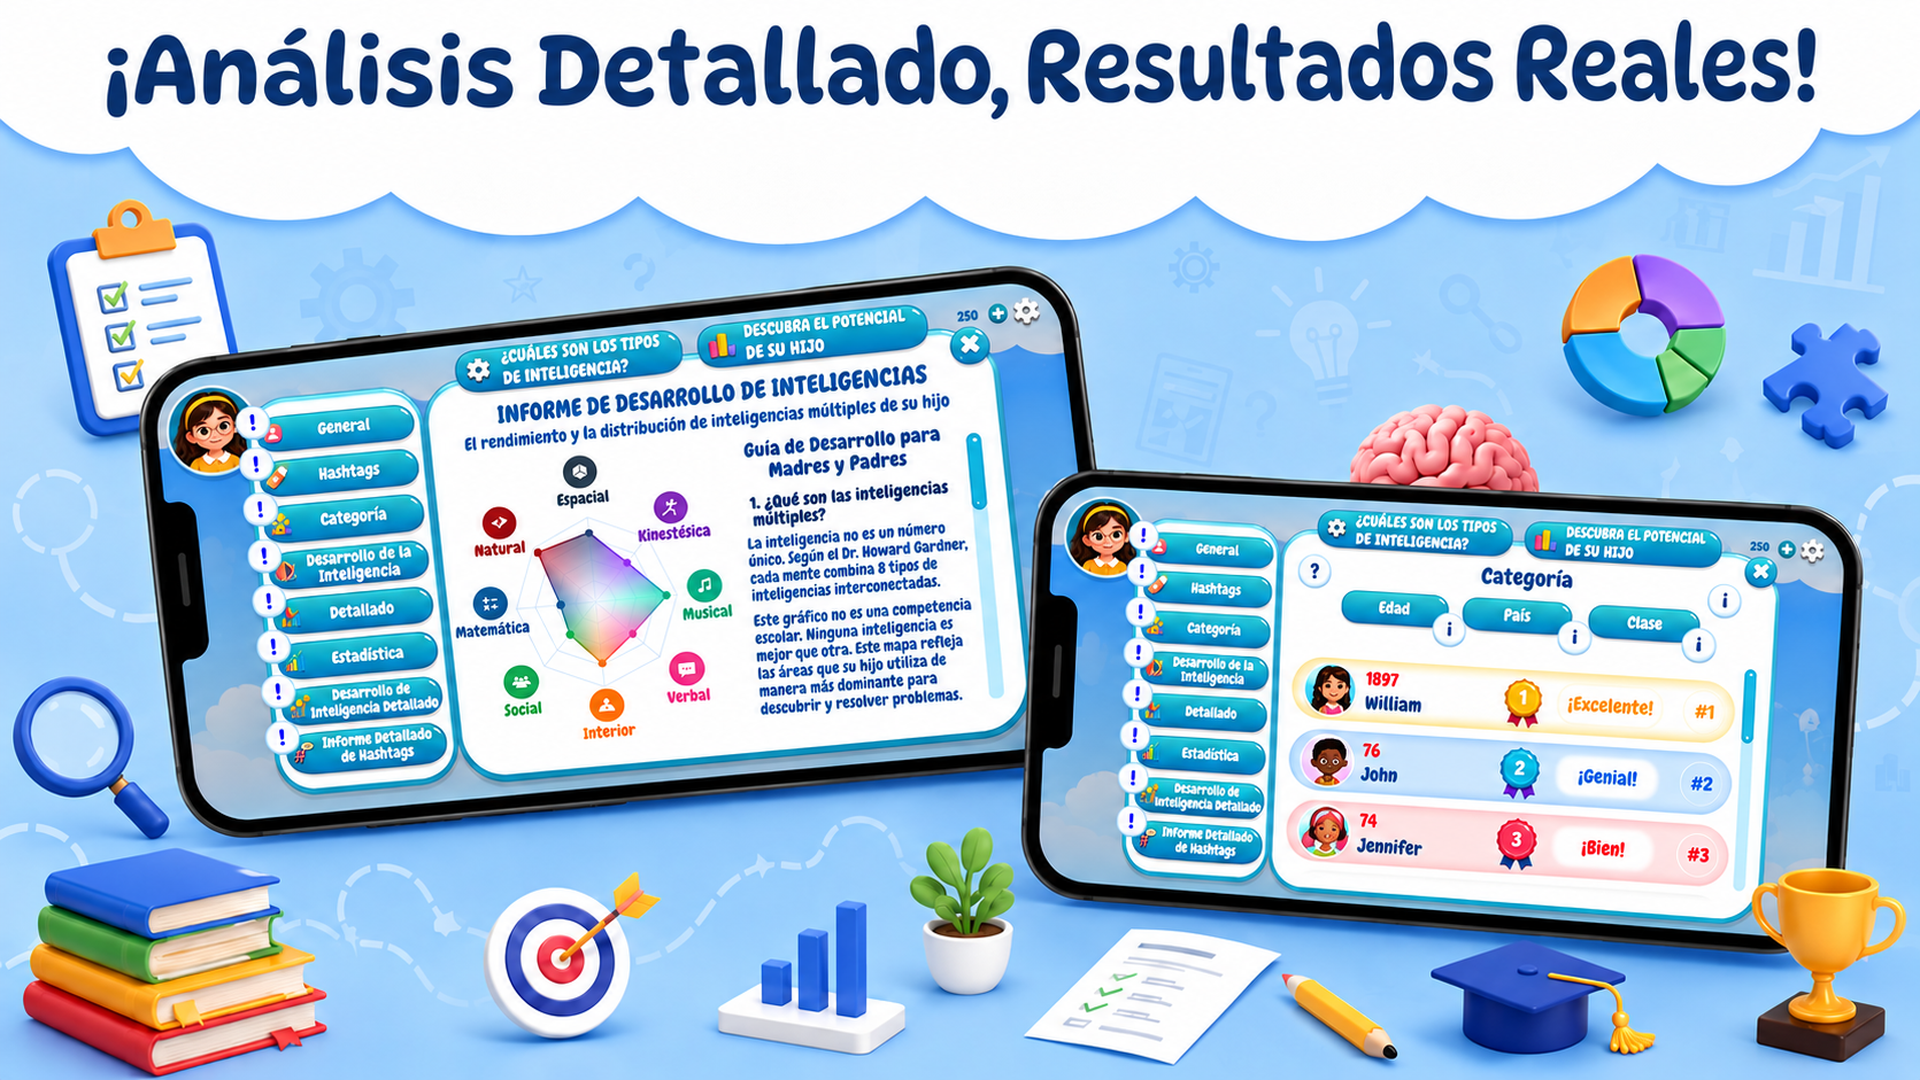 ¡Análisis Detallado, Resultados Reales!
¿CUÁLES SON LOS TIPOS
DE INTELIGENCIA?
DESCUBRA EL POTENCIAL
DE SU HIJO
250
General
Hashtags
Categoría
Desarrollo de la
Inteligencia
Detallado
Estadística
Desarrollo de
Inteligencia Detallado
Informe Detallado
de Hashtags
INFORME DE DESARROLLO DE INTELIGENCIAS
El rendimiento y la distribución de inteligencias múltiples de su hijo
Espacial
Kinestésica
Natural
Musical
Matemática
Verbal
Social
Interior
Guía de Desarrollo para
Madres y Padres
1. ¿Qué son las inteligencias
múltiples?
La inteligencia no es un número
único. Según el Dr. Howard Gardner,
cada mente combina 8 tipos de
inteligencias interconectadas.
Este gráfico no es una competencia
escolar. Ninguna inteligencia es
mejor que otra. Este mapa refleja
las áreas que su hijo utiliza de
manera más dominante para
descubrir y resolver problemas.
¿CUÁLES SON LOS TIPOS
DE INTELIGENCIA?
DESCUBRA EL POTENCIAL
DE SU HIJO
250
General
Hashtags
Categoría
Desarrollo de la
Inteligencia
Detallado
Estadística
Desarrollo de
Inteligencia Detallado
Informe Detallado
de Hashtags
?
Categoría
i
Edad
i
País
i
Clase
i
1897
William
1
¡Excelente!
#1
76
John
2
¡Genial!
#2
74
Jennifer
3
¡Bien!
#3